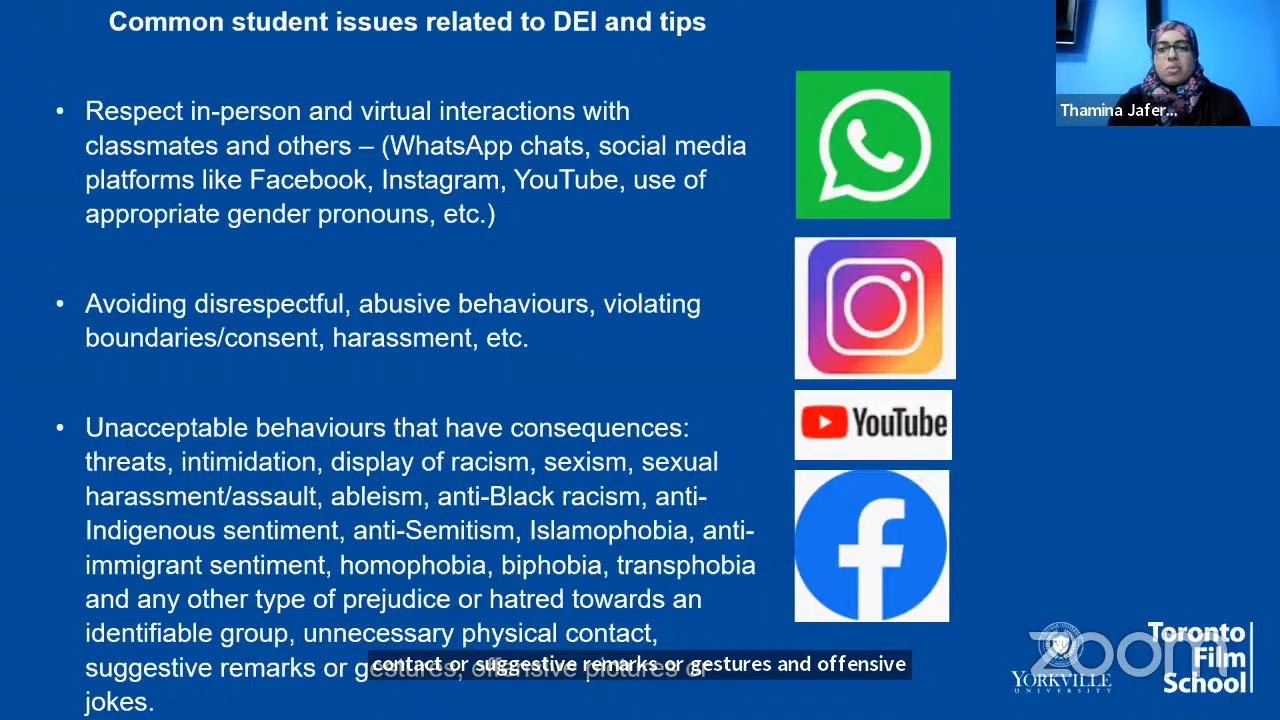 Common student issues related to DEI and tips
Thamina Jafer...
• Respect in-person and virtual interactions with
classmates and others – (WhatsApp chats, social media
platforms like Facebook, Instagram, YouTube, use of
appropriate gender pronouns, etc.)
• Avoiding disrespectful, abusive behaviours, violating
boundaries/consent, harassment, etc.
YouTube
• Unacceptable behaviours that have consequences:
threats, intimidation, display of racism, sexism, sexual
harassment/assault, ableism, anti-Black racism, anti-
Indigenous sentiment, anti-Semitism, Islamophobia, anti-
immigrant sentiment, homophobia, biphobia, transphobia
and any other type of prejudice or hatred towards an
identifiable group, unnecessary physical contact,
suggestive remarks or gestures, offensive pictures or
jokes.
contact or suggestive remarks or gestures and offensive
zoom
YORKVILLE
UNIVERSITY
Toronto
Film
School